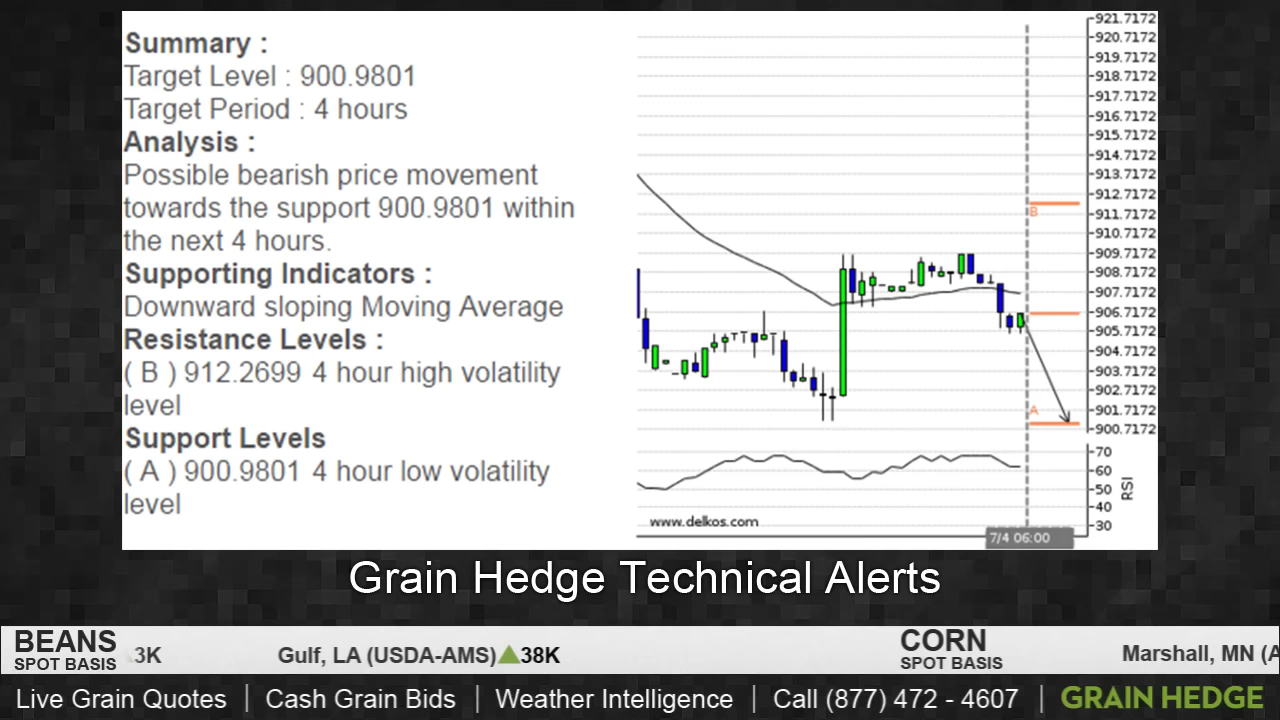 Summary :
Target Level : 900.9801
Target Period : 4 hours
Analysis :
Possible bearish price movement
towards the support 900.9801 within
the next 4 hours.
Supporting Indicators :
Downward sloping Moving Average
Resistance Levels :
( B ) 912.2699 4 hour high volatility
level
Support Levels
( A ) 900.9801 4 hour low volatility
level
921.7172
920.7172
919.7172
918.7172
917.7172
916.7172
915.7172
914.7172
913.7172
912.7172
911.7172
910.7172
909.7172
908.7172
907.7172
906.7172
905.7172
904.7172
903.7172
902.7172
901.7172
900.7172
B
A
70
60
50
40
30
RSI
www.delkos.com
7/4 06:00
Grain Hedge Technical Alerts
BEANS
SPOT BASIS
3K
Gulf, LA (USDA-AMS) 38K
CORN
SPOT BASIS
Marshall, MN (A
Live Grain Quotes | Cash Grain Bids | Weather Intelligence | Call (877) 472 - 4607 | GRAIN HEDGE